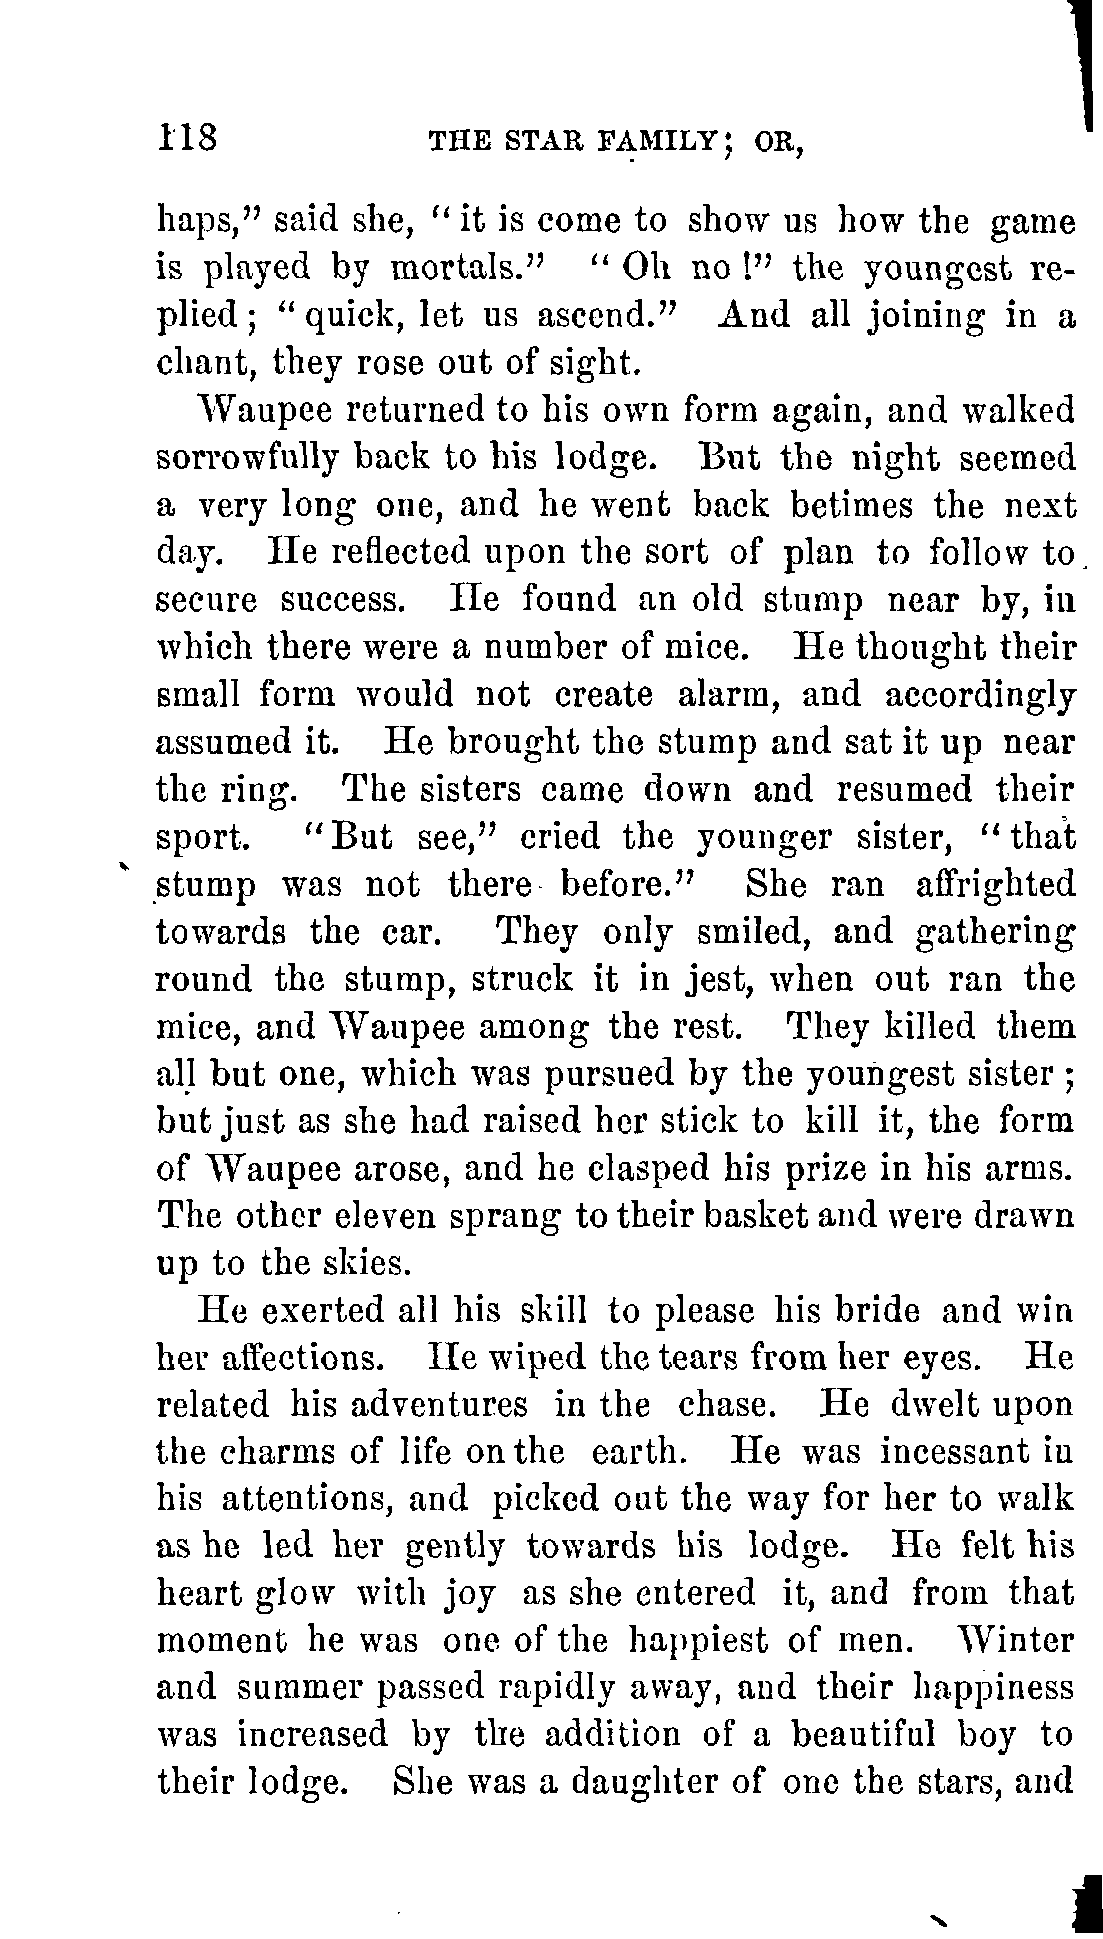 118 THE STAR FAMILY; OR,
haps," said she, "it is come to show us how the game
is played by mortals." "Oh no!" the youngest re-
plied; "quick, let us ascend." And all joining in a
chant, they rose out of sight.
Waupee returned to his own form again, and walked
sorrowfully back to his lodge. But the night seemed
a very long one, and he went back betimes the next
day. He reflected upon the sort of plan to follow to
secure success. He found an old stump near by, in
which there were a number of mice. He thought their
small form would not create alarm, and accordingly
assumed it. He brought the stump and sat it up near
the ring. The sisters came down and resumed their
sport. "But see," cried the younger sister, "that
stump was not there before." She ran affrighted
towards the car. They only smiled, and gathering
round the stump, struck it in jest, when out ran the
mice, and Waupee among the rest. They killed them
all but one, which was pursued by the youngest sister;
but just as she had raised her stick to kill it, the form
of Waupee arose, and he clasped his prize in his arms.
The other eleven sprang to their basket and were drawn
up to the skies.
He exerted all his skill to please his bride and win
her affections. He wiped the tears from her eyes. He
related his adventures in the chase. He dwelt upon
the charms of life on the earth. He was incessant in
his attentions, and picked out the way for her to walk
as he led her gently towards his lodge. He felt his
heart glow with joy as she entered it, and from that
moment he was one of the happiest of men. Winter
and summer passed rapidly away, and their happiness
was increased by the addition of a beautiful boy to
their lodge. She was a daughter of one the stars, and